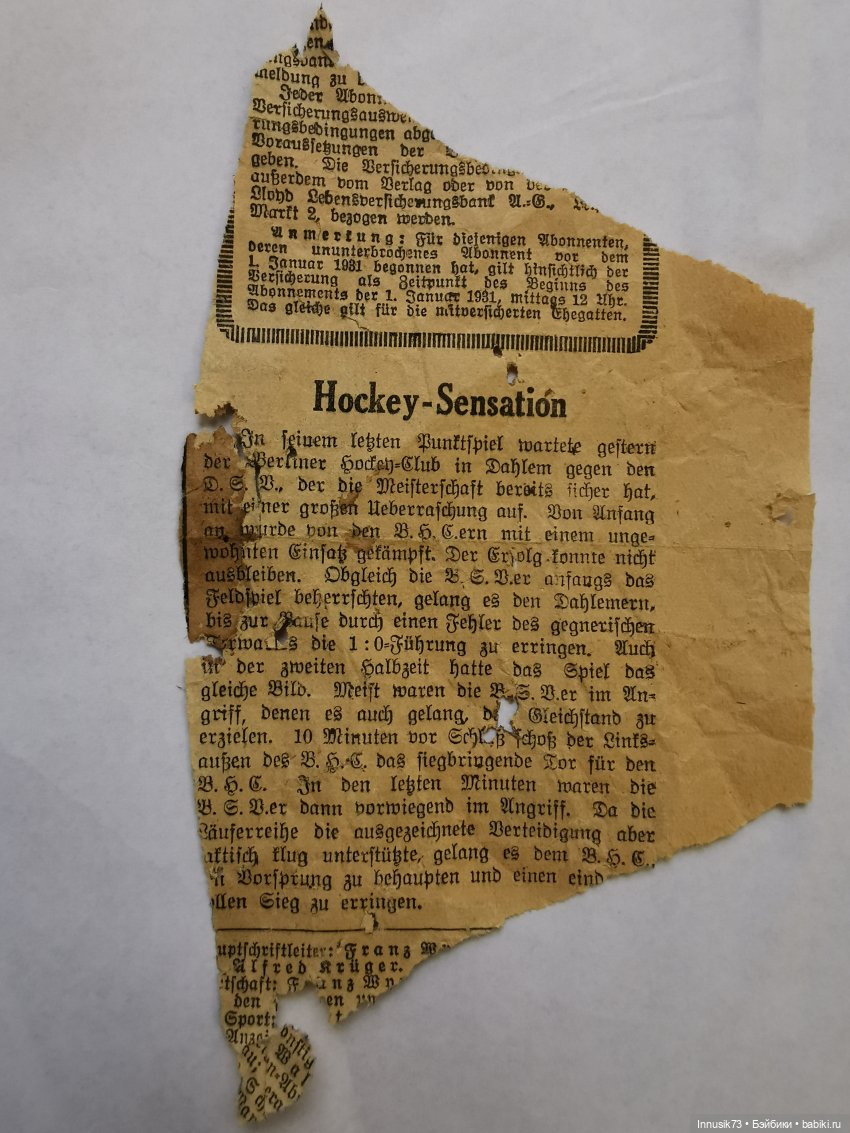 meldung zu
Jeder
Versicherungsauswe
rungsbedingungen abg
Voraussetzungen der
geben. Die Versicherungsbedin
außerdem vom Verlag oder von
Lloyd Lebensversicherungsbank A.-G.,
Markt 2, bezogen werden.
Anmerkung: Für diejenigen Abonnenten,
deren ununterbrochenes Abonnent vor dem
1. Januar 1931 begonnen hat, gilt hinsichtlich der
Versicherung als Zeitpunkt des Beginns des
Abonnements der 1. Januar 1931, mittags 12 Uhr.
Das gleiche gilt für die mitversicherten Ehegatten.
Hockey-Sensation
In seinem letzten Punktspiel wartete gestern
der Berliner Hockey-Club in Dahlem gegen den
D. S. V., der die Meisterschaft bereits sicher hat,
mit einer großen Ueberraschung auf. Von Anfang
an wurde von den B. H. C.ern mit einem unge-
wohnten Einsatz gekämpft. Der Erfolg konnte nicht
ausbleiben. Obgleich die B. S. V.er anfangs das
Feldspiel beherrschten, gelang es den Dahlemern,
bis zur Pause durch einen Fehler des gegnerischen
Torwarts die 1:0-Führung zu erringen. Auch
in der zweiten Halbzeit hatte das Spiel das
gleiche Bild. Meist waren die B. S. V.er im An-
griff, denen es auch gelang, Gleichstand zu
erzielen. 10 Minuten vor Schluß schoß der Links-
außen des B. H.-C. das siegbringende Tor für den
B. H. C. In den letzten Minuten waren die
B. S. V.er dann vorwiegend im Angriff. Da die
Läuferreihe die ausgezeichnete Verteidigung aber
aktisch klug unterstützte, gelang es dem B. H. C.,
Vorsprung zu behaupten und einen eind
ollen Sieg zu erringen.
uptschriftleiter: Franz
Alfred Krüger.
tschaft: Franz
den
Sport: